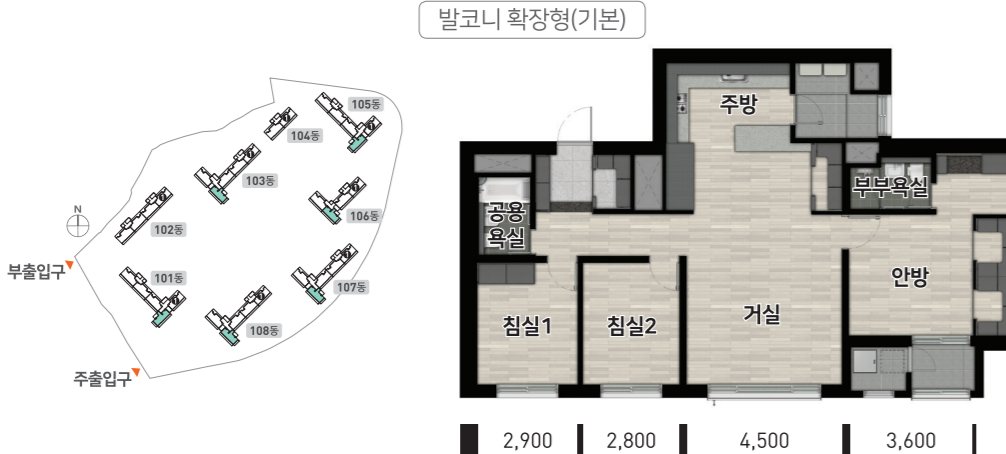 발코니 확장형(기본)
105동
104동
103동
106동
N
102동
부출입구
101동
107동
108동
주출입구
주방
부부욕실
공용
욕실
안방
침실1
침실2
거실
2,900
2,800
4,500
3,600